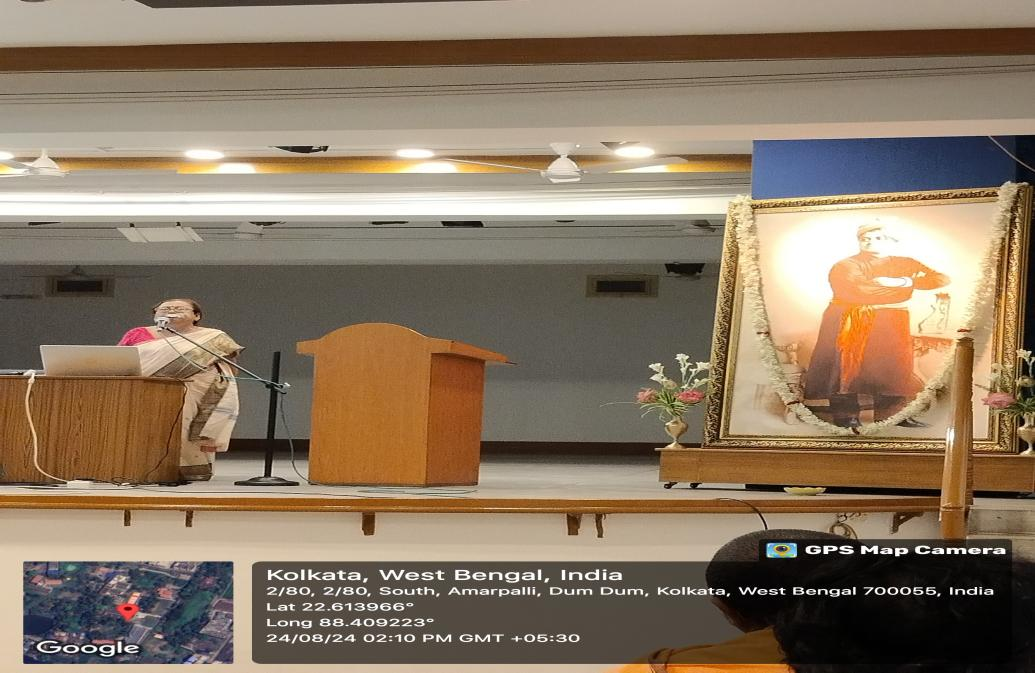 GPS Map Camera
Kolkata, West Bengal, India
2/80, 2/80, South, Amarpalli, Dum Dum, Kolkata, West Bengal 700055, India
Lat 22.613966°
Long 88.409223°
24/08/24 02:10 PM GMT +05:30
Google